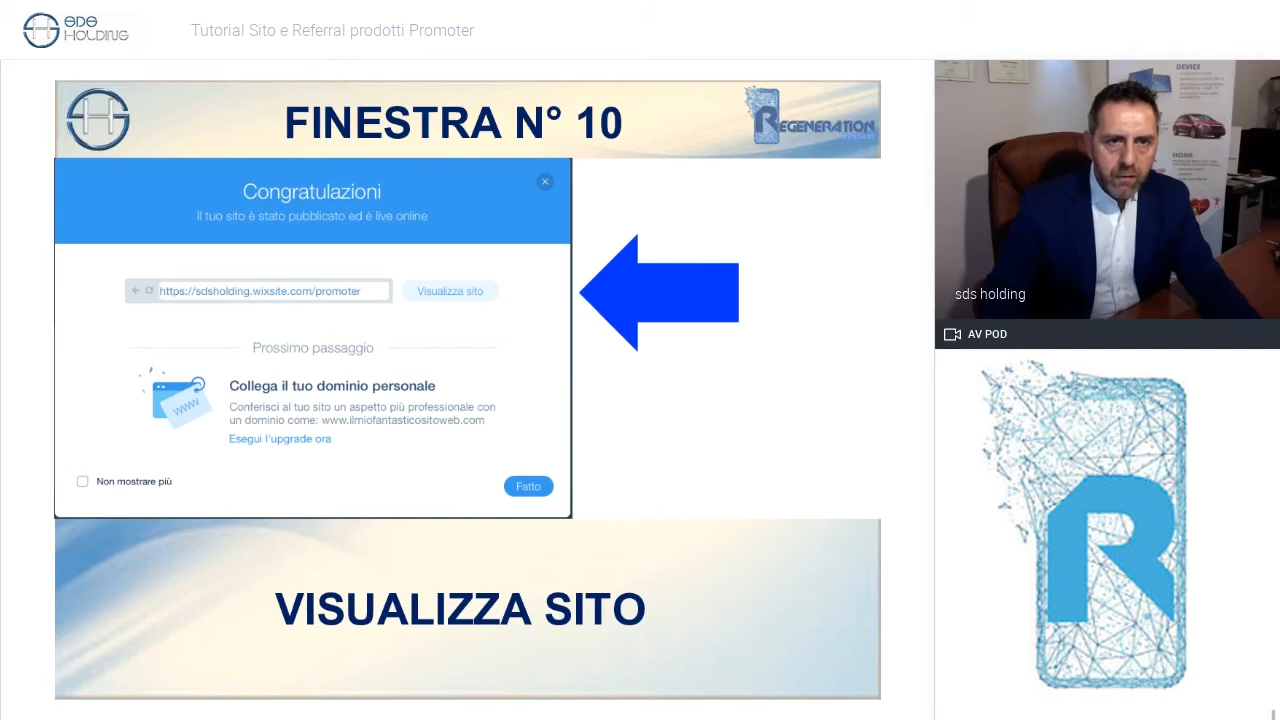 SDS
HOLDING
Tutorial Sito e Referral prodotti Promoter
FINESTRA N° 10
REGENERATION
Congratulazioni
Il tuo sito è stato pubblicato ed è live online
https://sdsholding.wixsite.com/promoter
Visualizza sito
Prossimo passaggio
WWW
Collega il tuo dominio personale
Conferisci al tuo sito un aspetto più professionale con
un dominio come: www.ilmiofantasticositoweb.com
Esegui l'upgrade ora
Non mostrare più
Fatto
VISUALIZZA SITO
DEVICE
HOME
sds holding
AV POD
R